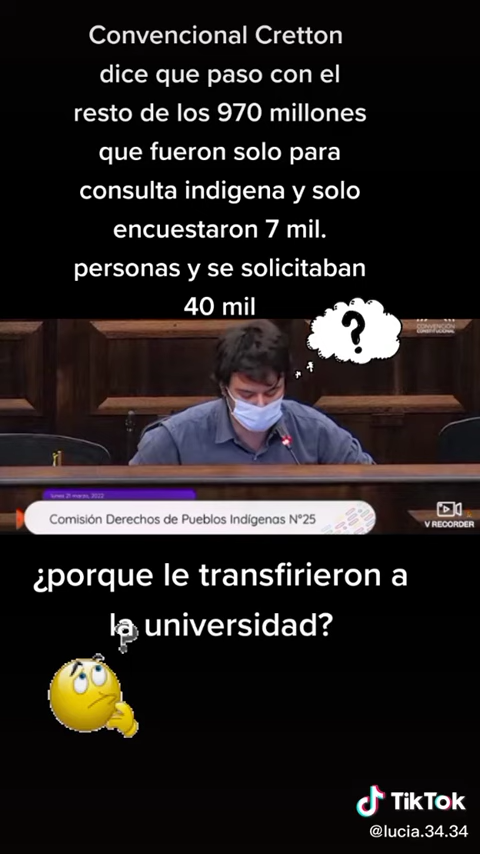 Convencional Cretton
dice que paso con el
resto de los 970 millones
que fueron solo para
consulta indigena y solo
encuestaron 7 mil.
personas y se solicitaban
40 mil
?
CONVENCIÓN
CONSTITUCIONAL
lunes 21 marzo, 2022
Comisión Derechos de Pueblos Indígenas N°25
V RECORDER
¿porque le transfirieron a
la universidad?
?
TikTok
@lucia.34.34